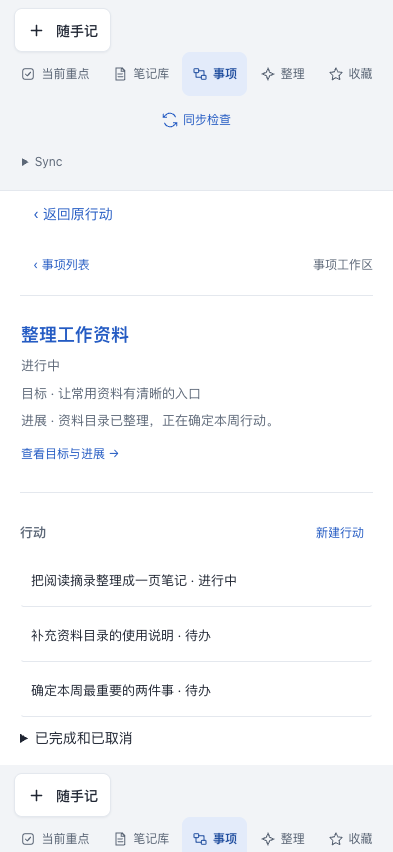 随手记
当前重点 笔记库 事项 整理 收藏
同步检查
Sync
‹ 返回原行动
‹ 事项列表 事项工作区
整理工作资料
进行中
目标 · 让常用资料有清晰的入口
进展 · 资料目录已整理，正在确定本周行动。
查看目标与进展 →
行动 新建行动
把阅读摘录整理成一页笔记 · 进行中
补充资料目录的使用说明 · 待办
确定本周最重要的两件事 · 待办
已完成和已取消
随手记
当前重点 笔记库 事项 整理 收藏